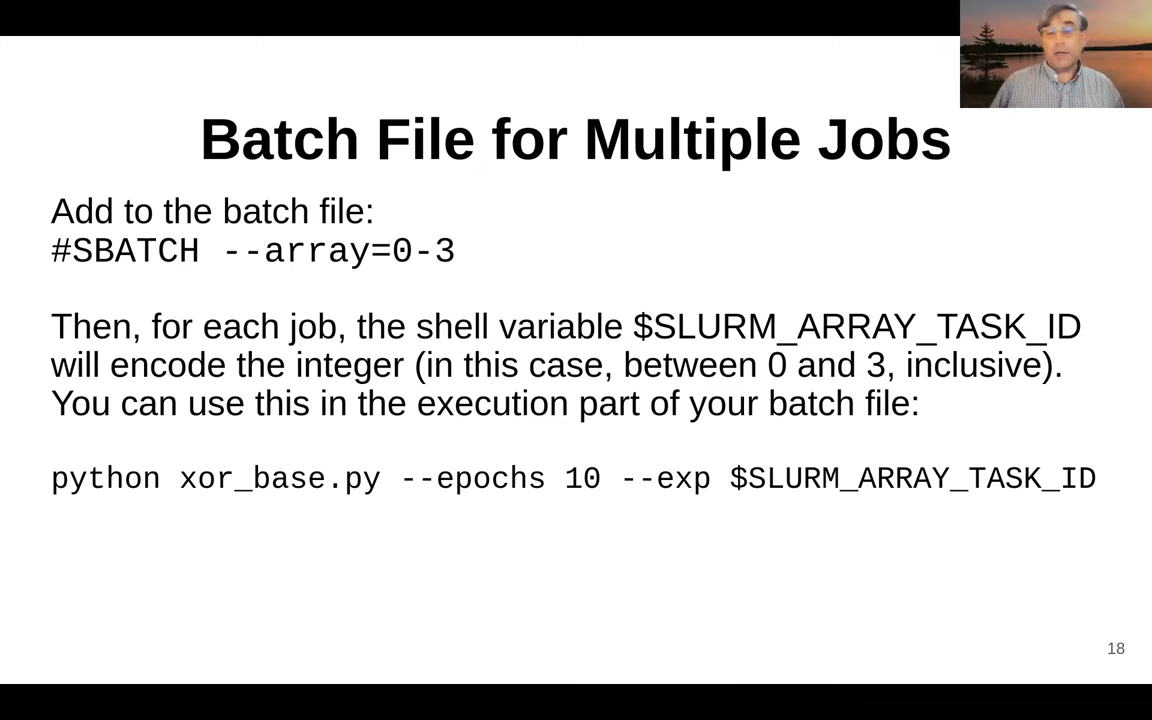 Batch File for Multiple Jobs
Add to the batch file:
#SBATCH --array=0-3
Then, for each job, the shell variable $SLURM_ARRAY_TASK_ID
will encode the integer (in this case, between 0 and 3, inclusive).
You can use this in the execution part of your batch file:
python xor_base.py --epochs 10 --exp $SLURM_ARRAY_TASK_ID
18